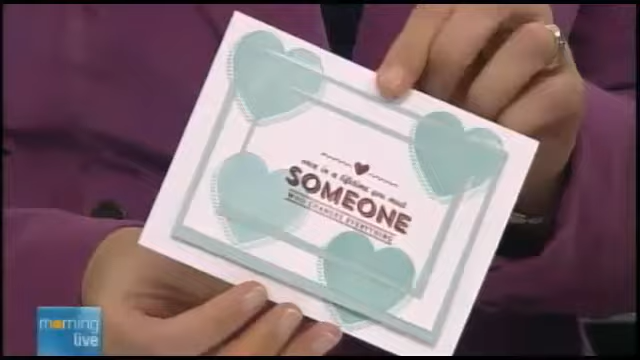 once in a lifetime you meet
SOMEONE
WHO CHANGES EVERYTHING
morning
live